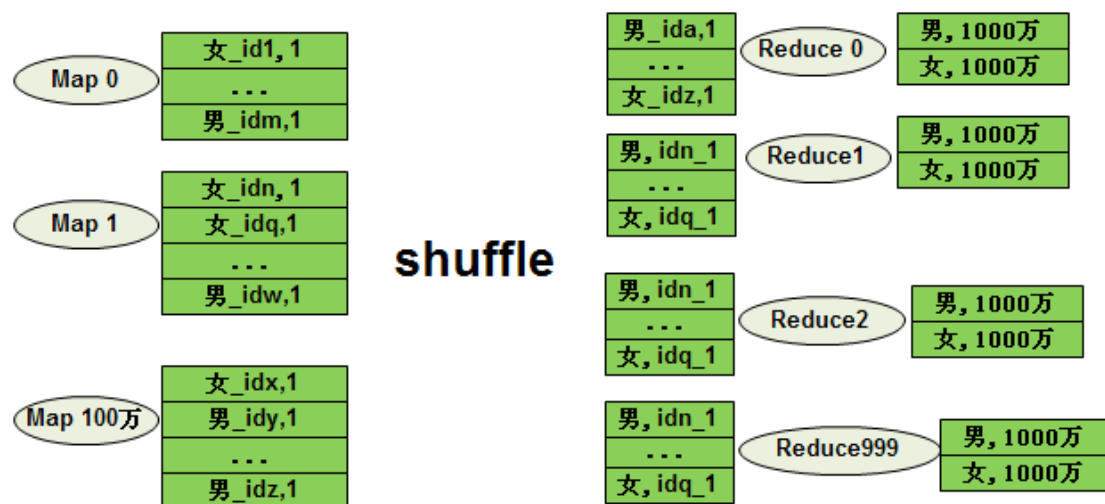 Map 0
女_id1, 1
...
男_idm,1
Map 1
女_idn, 1
女_idq,1
...
男_idw,1
Map 100万
女_idx,1
男_idy,1
...
男_idz,1
shuffle
男_ida,1
...
女_idz,1
Reduce 0
男, 1000万
女, 1000万
男, idn_1
...
女, idq_1
Reduce1
男, 1000万
女, 1000万
男, idn_1
...
女, idq_1
Reduce2
男, 1000万
女, 1000万
男, idn_1
...
女, idq_1
Reduce999
男, 1000万
女, 1000万